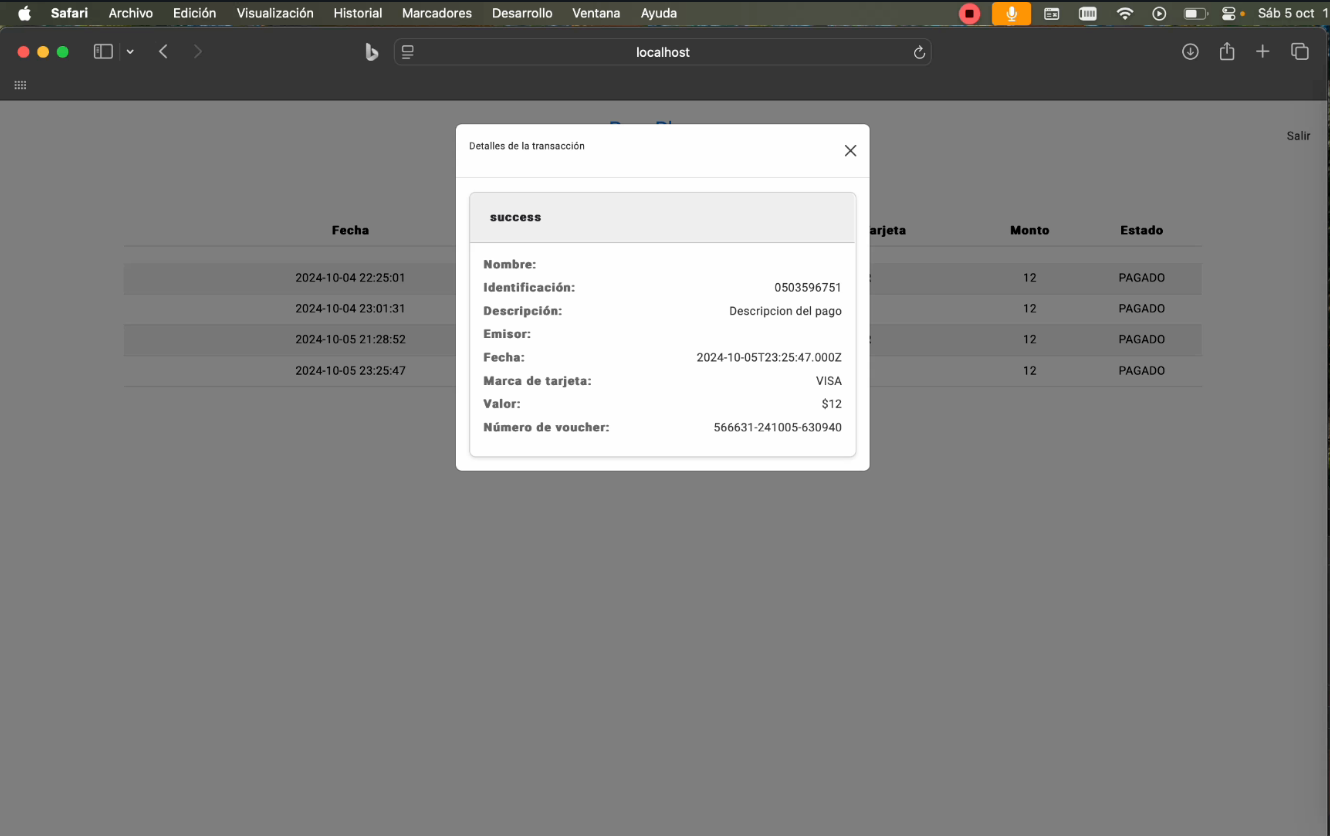 Safari Archivo Edición Visualización Historial Marcadores Desarrollo Ventana Ayuda Sáb 5 oct 1
localhost
Salir
Detalles de la transacción
success
Fecha arjeta Monto Estado
Nombre:
2024-10-04 22:25:01 12 PAGADO
Identificación: 0503596751
2024-10-04 23:01:31 12 PAGADO
Descripción: Descripcion del pago
Emisor:
2024-10-05 21:28:52 12 PAGADO
Fecha: 2024-10-05T23:25:47.000Z
2024-10-05 23:25:47 12 PAGADO
Marca de tarjeta: VISA
Valor: $12
Número de voucher: 566631-241005-630940